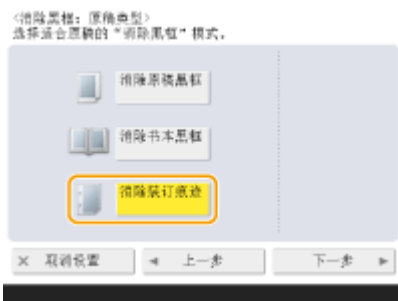 <消除黑框：原稿类型>
选择适合原稿的“消除黑框”模式。
消除原稿黑框
消除书本黑框
消除装订痕迹
× 取消设置
◄ 上一步
下一步 ►